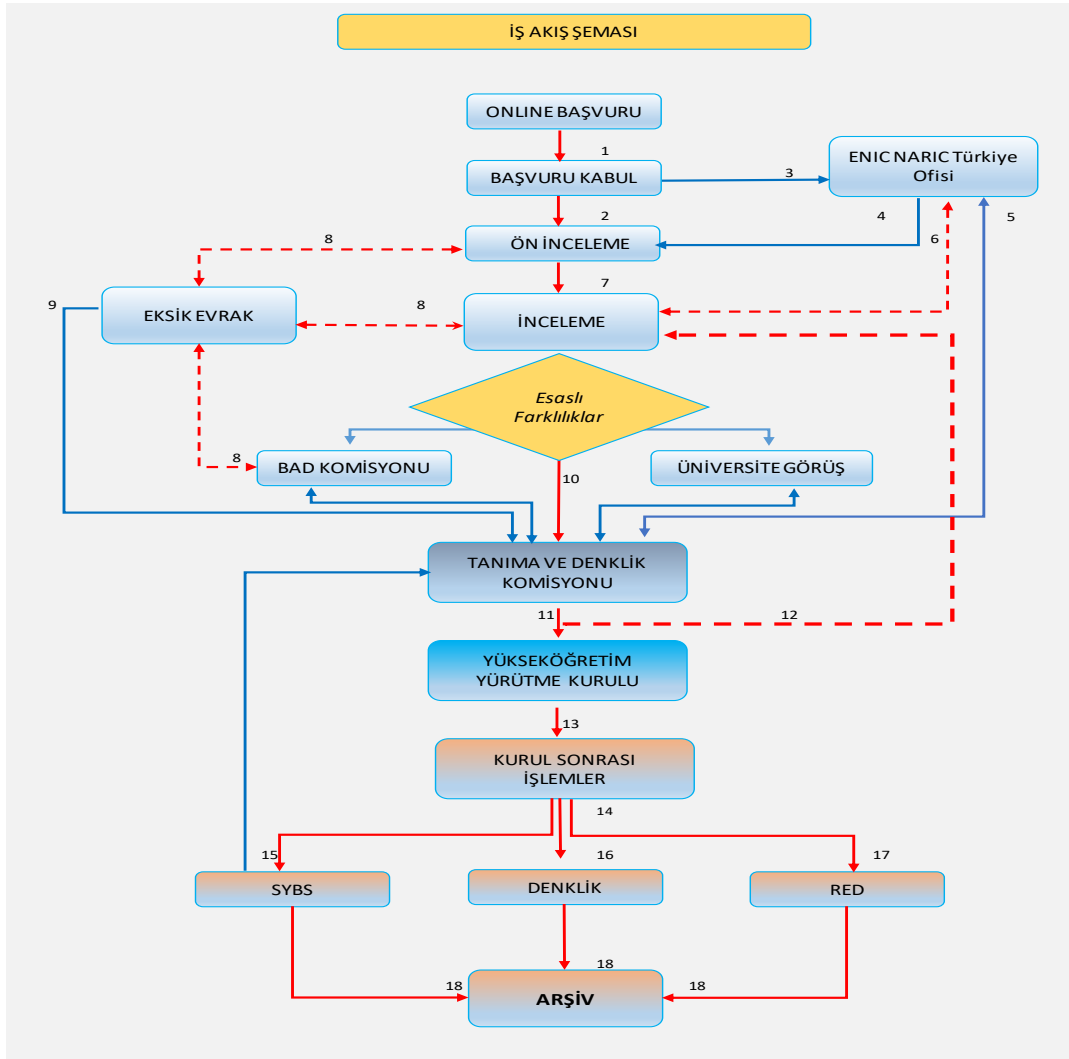 İŞ AKIŞ ŞEMASI
ONLINE BAŞVURU
1
BAŞVURU KABUL
3
ENIC NARIC Türkiye
Ofisi
2
4
5
6
8
ÖN İNCELEME
7
9
EKSİK EVRAK
8
İNCELEME
Esaslı
Farklılıklar
8
BAD KOMİSYONU
10
ÜNİVERSİTE GÖRÜŞ
TANIMA VE DENKLİK
KOMİSYONU
11
12
YÜKSEKÖĞRETİM
YÜRÜTME KURULU
13
KURUL SONRASI
İŞLEMLER
14
15
16
17
SYBS
DENKLİK
RED
18
18
18
ARŞİV